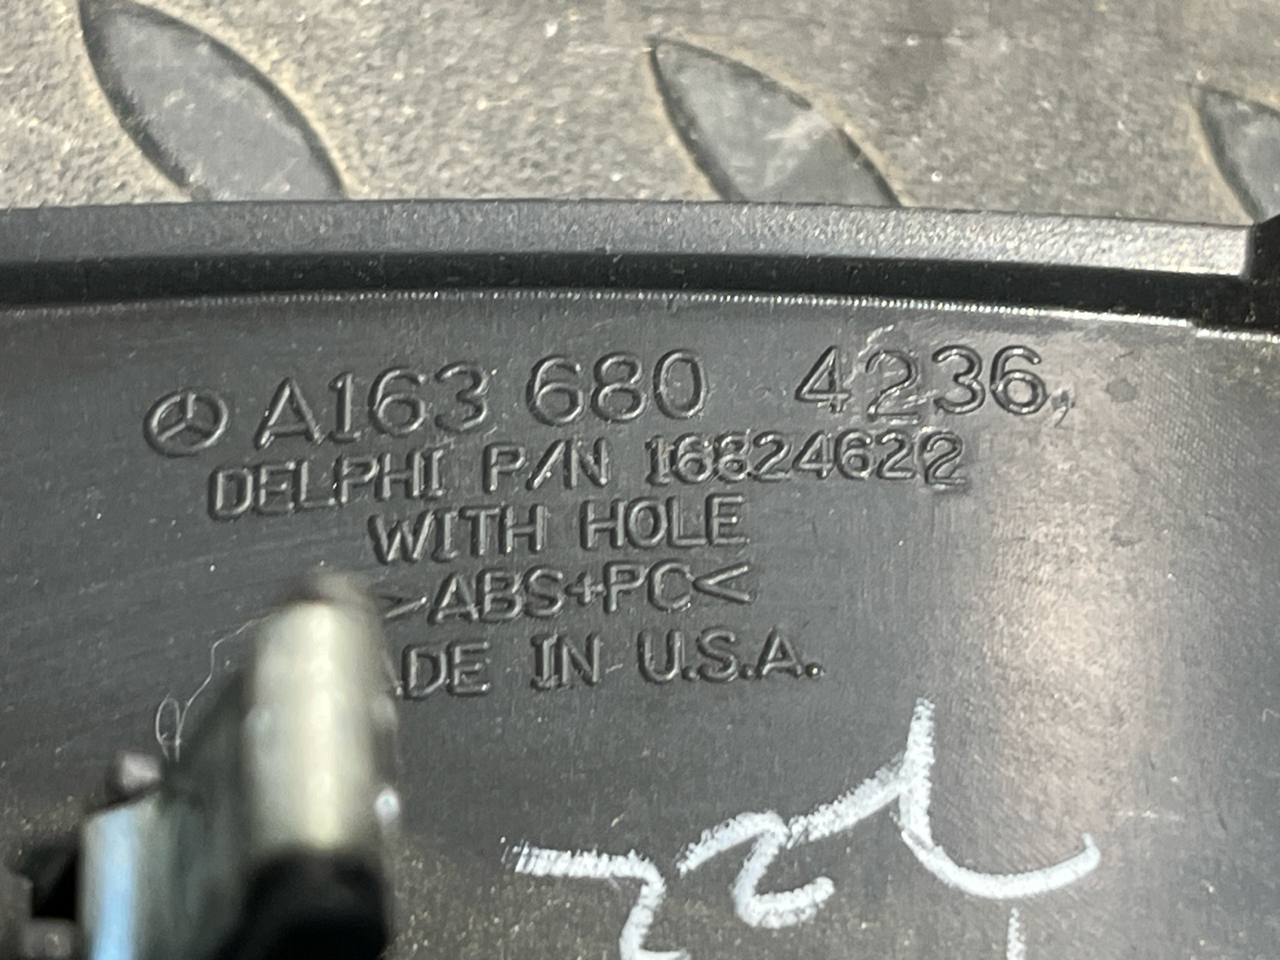 A163 680 4236,
DELPHI P/N 16824622
WITH HOLE
>ABS+PC<
ADE IN U.S.A.